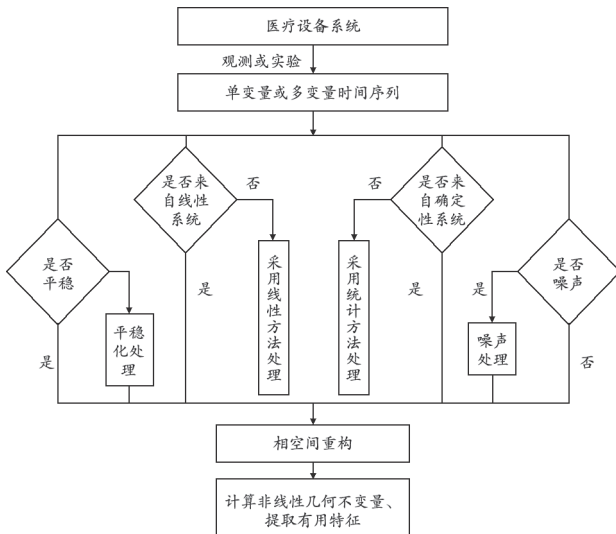 医疗设备系统
观测或实验
单变量或多变量时间序列
是否来
自线性
系统
否
否
是否来
自确定
性系统
是否
平稳
是
采用线性方法处理
采用统计方法处理
是
是
是否
噪声
平稳
化处
理
噪声
处理
是
否
相空间重构
计算非线性几何不变量、
提取有用特征